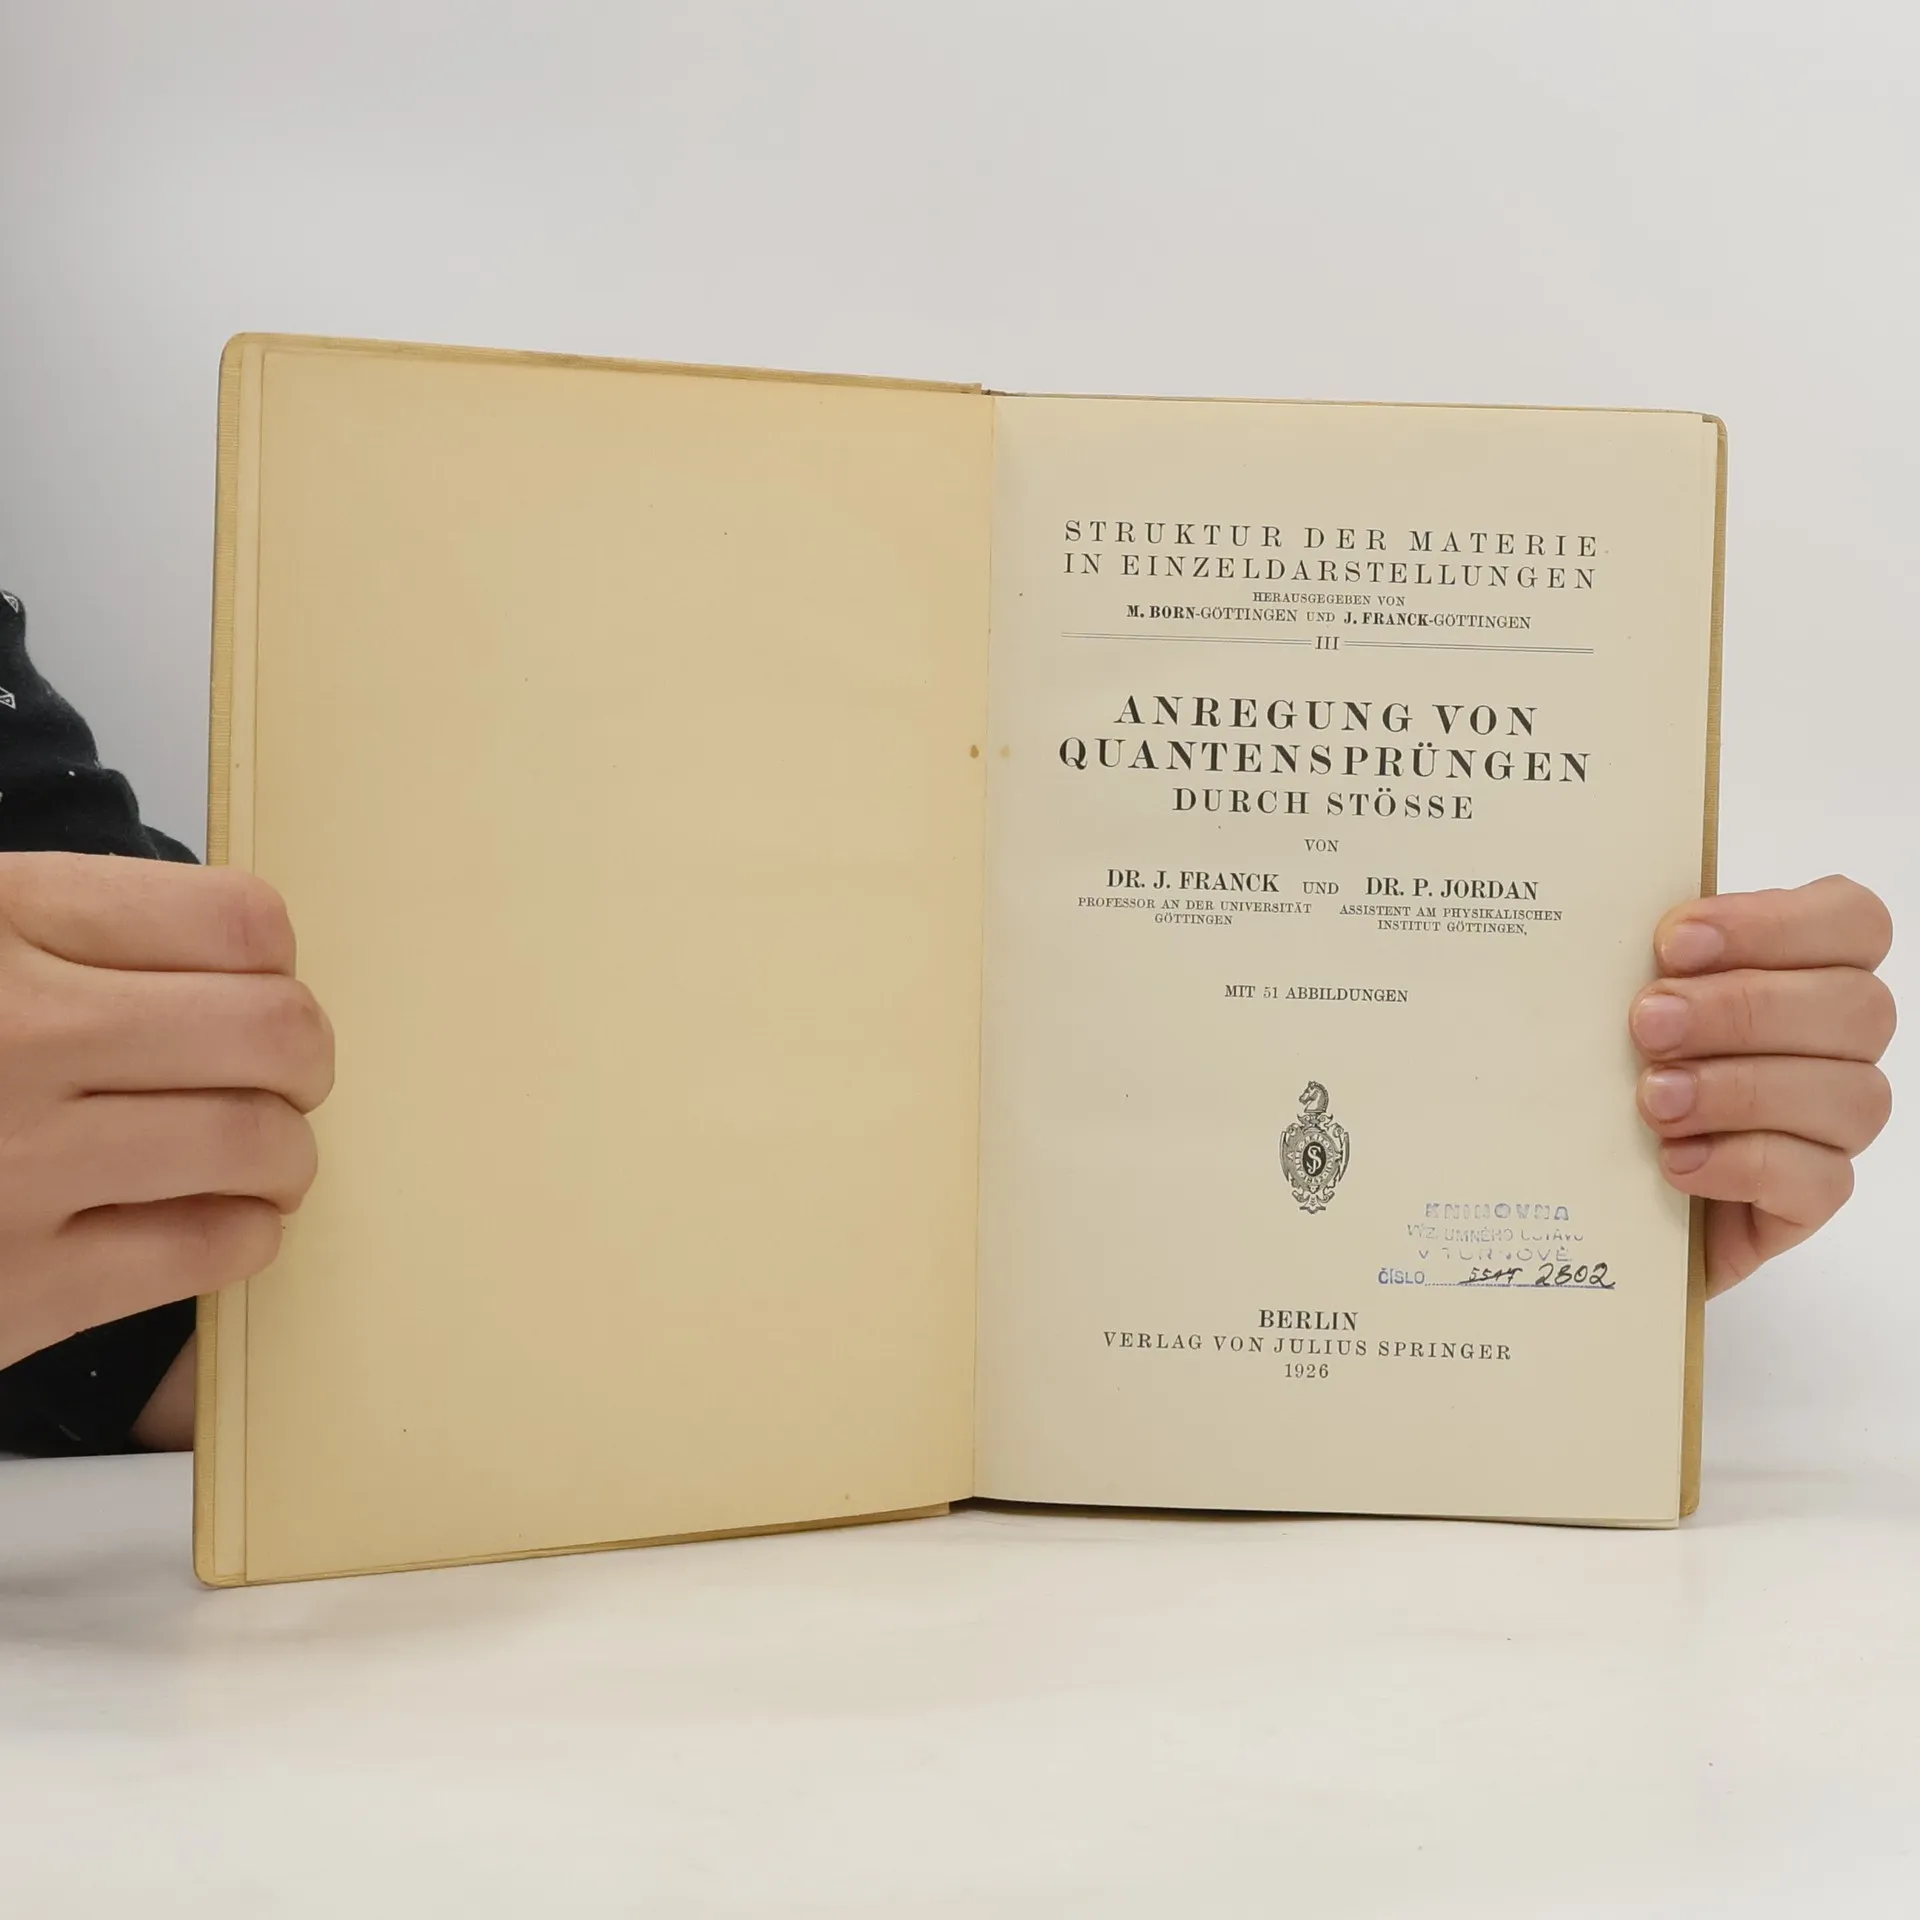 STRUKTUR DER MATERIE
IN EINZELDARSTELLUNGEN
HERAUSGEGEBEN VON
M. BORN-GÖTTINGEN UND J. FRANCK-GÖTTINGEN
III
ANREGUNG VON
QUANTENSPRÜNGEN
DURCH STÖSSE
VON
DR. J. FRANCK UND DR. P. JORDAN
PROFESSOR AN DER UNIVERSITÄT
GÖTTINGEN
ASSISTENT AM PHYSIKALISCHEN
INSTITUT GÖTTINGEN,
MIT 51 ABBILDUNGEN
KNIHOVNA
V TURNOVĚ
ČÍSLO 2802
BERLIN
VERLAG VON JULIUS SPRINGER
1926